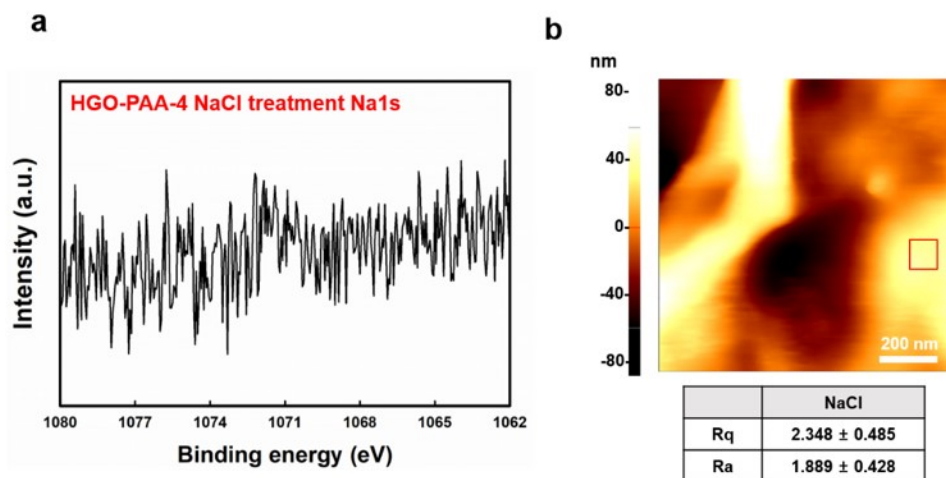 a
HGO-PAA-4 NaCl treatment Na1s
Intensity (a.u.)
1080 1077 1074 1071 1068 1065 1062
Binding energy (eV)
b
nm
80-
40-
0-
-40-
-80-
200 nm
NaCl
Rq 2.348 ± 0.485
Ra 1.889 ± 0.428